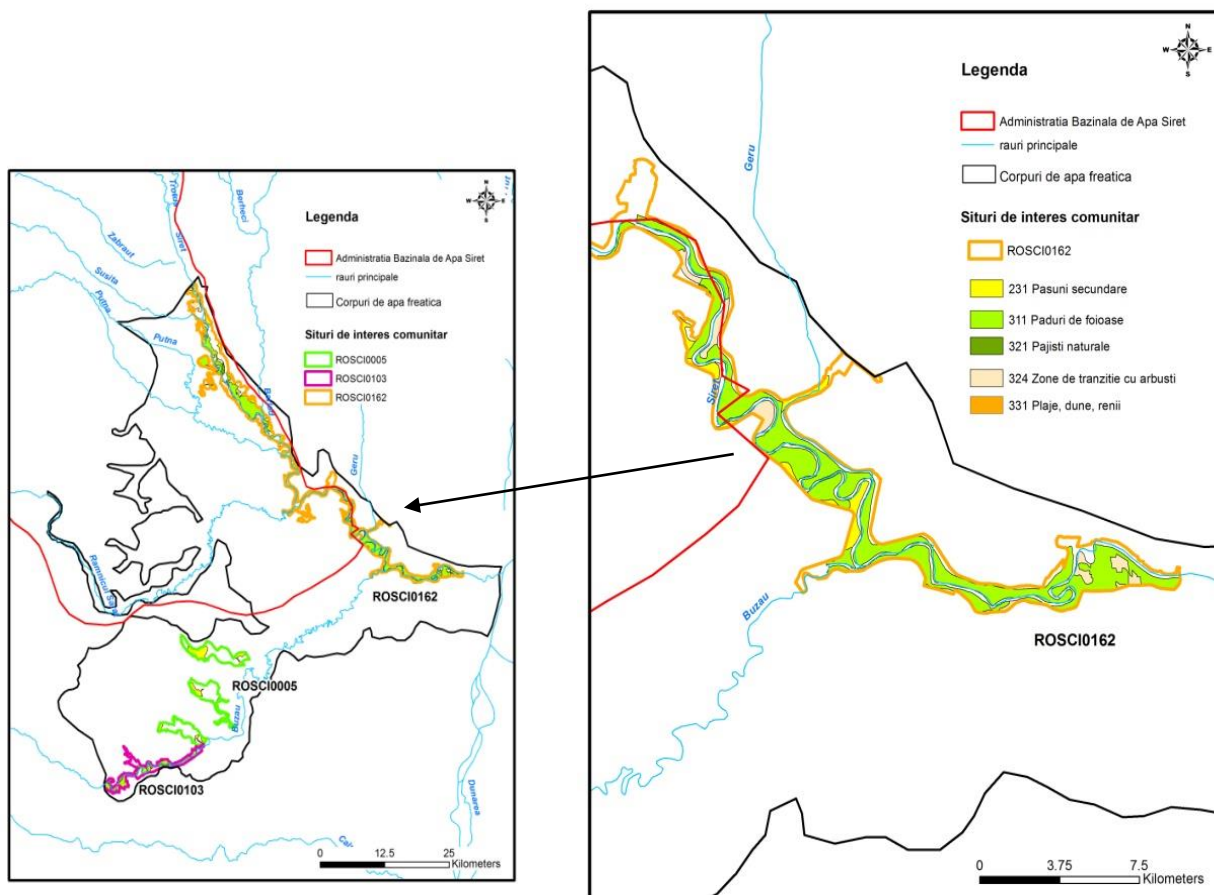 N
W E
S
Legenda
Administratia Bazinala de Apa Siret
rauri principale
Corpuri de apa freatica
Situri de interes comunitar
ROSCI0005
ROSCI0103
ROSCI0162
Siret
Zabraut
Susita
Putna
Putna
Geru
Ramnicul
ROSCI0162
ROSCI0005
Buzau
ROSCI0103
Dunarea
0 12.5 25
Kilometers
N
W E
S
Legenda
Administratia Bazinala de Apa Siret
rauri principale
Corpuri de apa freatica
Situri de interes comunitar
ROSCI0162
231 Pasuni secundare
311 Paduri de foioase
321 Pajisti naturale
324 Zone de tranzitie cu arbusti
331 Plaje, dune, renii
Geru
Siret
Buzau
ROSCI0162
0 3.75 7.5
Kilometers